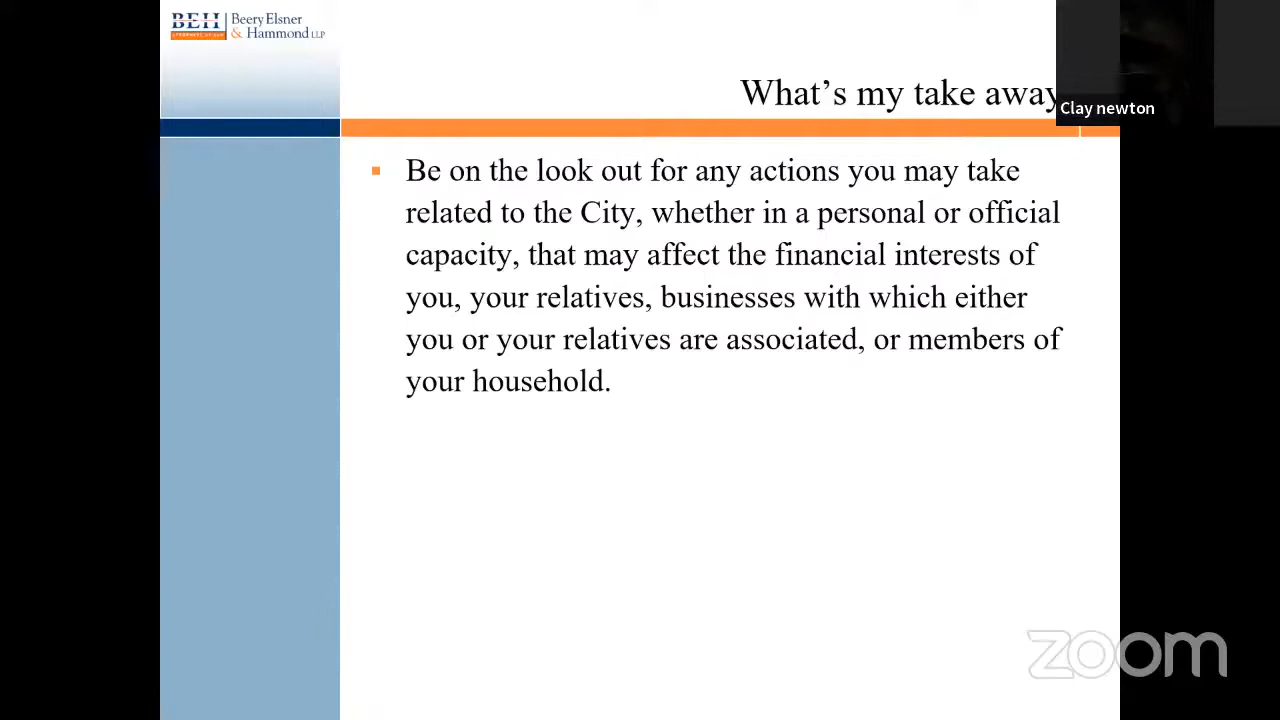 BEH
Beery Elsner
& Hammond LLP
ATTORNEYS AT LAW
What's my take away
Clay newton
Be on the look out for any actions you may take
related to the City, whether in a personal or official
capacity, that may affect the financial interests of
you, your relatives, businesses with which either
you or your relatives are associated, or members of
your household.
zoom